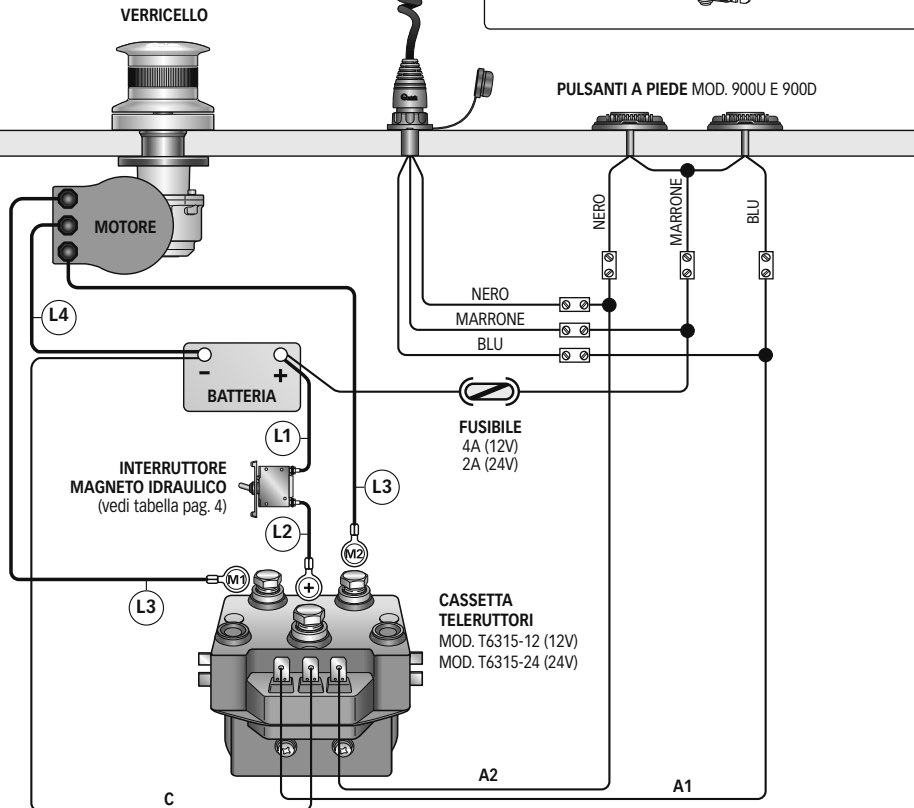 VERRICELLO
Quick
PULSANTI A PIEDE MOD. 900U E 900D
MOTORE
NERO
MARRONE
BLU
NERO
MARRONE
BLU
L4
-
+
BATTERIA
FUSIBILE
4A (12V)
2A (24V)
L1
INTERRUTTORE
MAGNETO IDRAULICO
(vedi tabella pag. 4)
L3
L2
M2
M1
+
L3
CASSETTA
TELERUTTORI
MOD. T6315-12 (12V)
MOD. T6315-24 (24V)
A2
A1
C